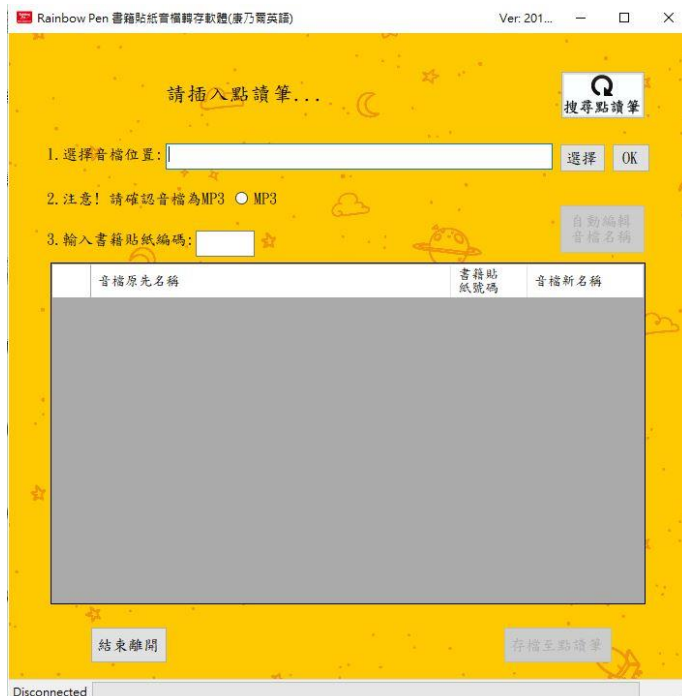 Rainbow Pen 書籍貼紙音檔轉存軟體(康乃爾英語) Ver: 201...
請插入點讀筆...
搜尋點讀筆
1.選擇音檔位置: 選擇 OK
2.注意! 請確認音檔為MP3 MP3
自動編輯
音檔名稱
3.輸入書籍貼紙編碼:
音檔原先名稱
書籍貼
紙號碼
音檔新名稱
結束離開
存檔至點讀筆
Disconnected